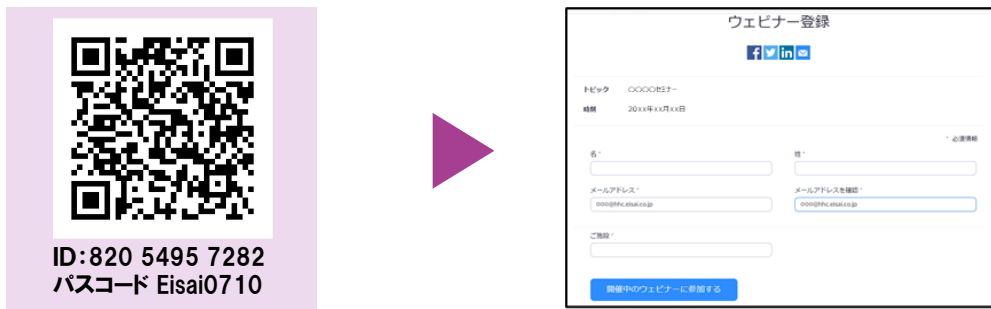 ID:820 5495 7282
パスコード Eisai0710
ウェビナー登録
トピック 〇〇〇〇セミナー
時刻 20xx年xx月xx日
* 必須情報
名 * 姓 *
メールアドレス * メールアドレスを確認 *
ooo@hhc.eisai.co.jp ooo@hhc.eisai.co.jp
ご施設 *
開催中のウェビナーに参加する